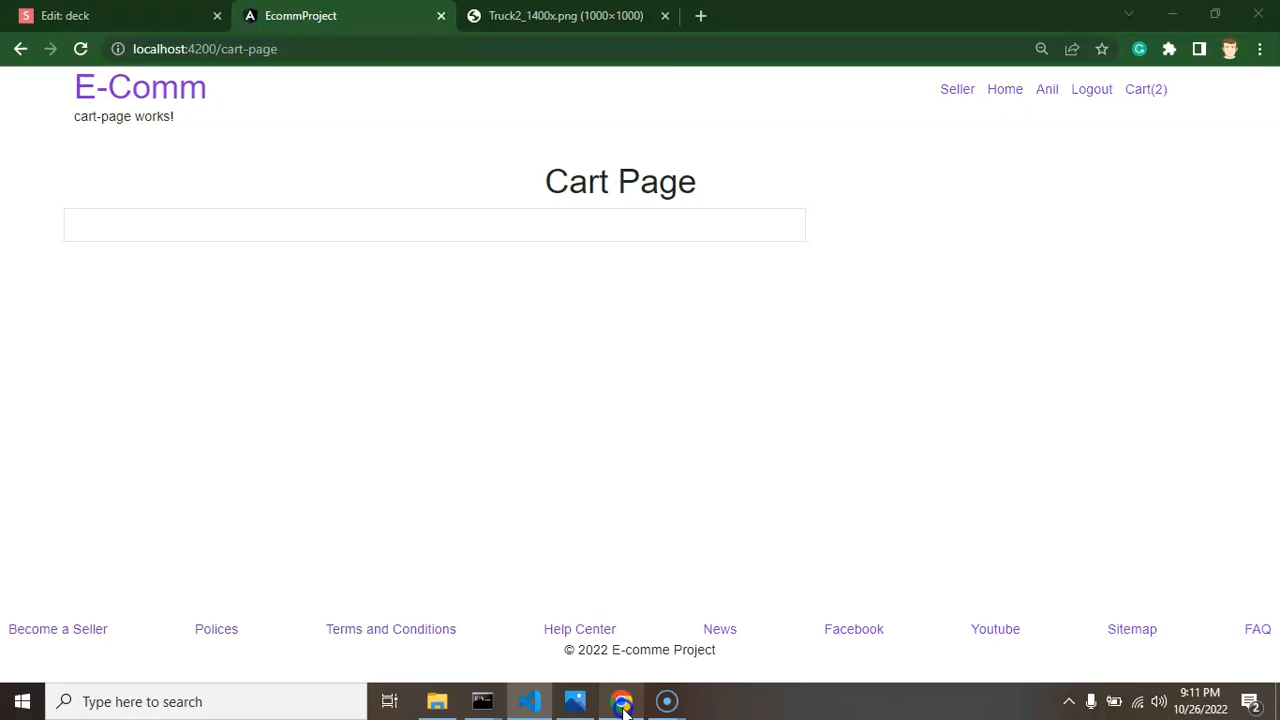 Edit: deck
EcommProject
Truck2_1400x.png (1000×1000)
localhost:4200/cart-page
E-Comm
Seller Home Anil Logout Cart(2)
cart-page works!
Cart Page
Become a Seller Polices Terms and Conditions Help Center News Facebook Youtube Sitemap FAQ
© 2022 E-comme Project
Type here to search
9:11 PM
10/26/2022
2